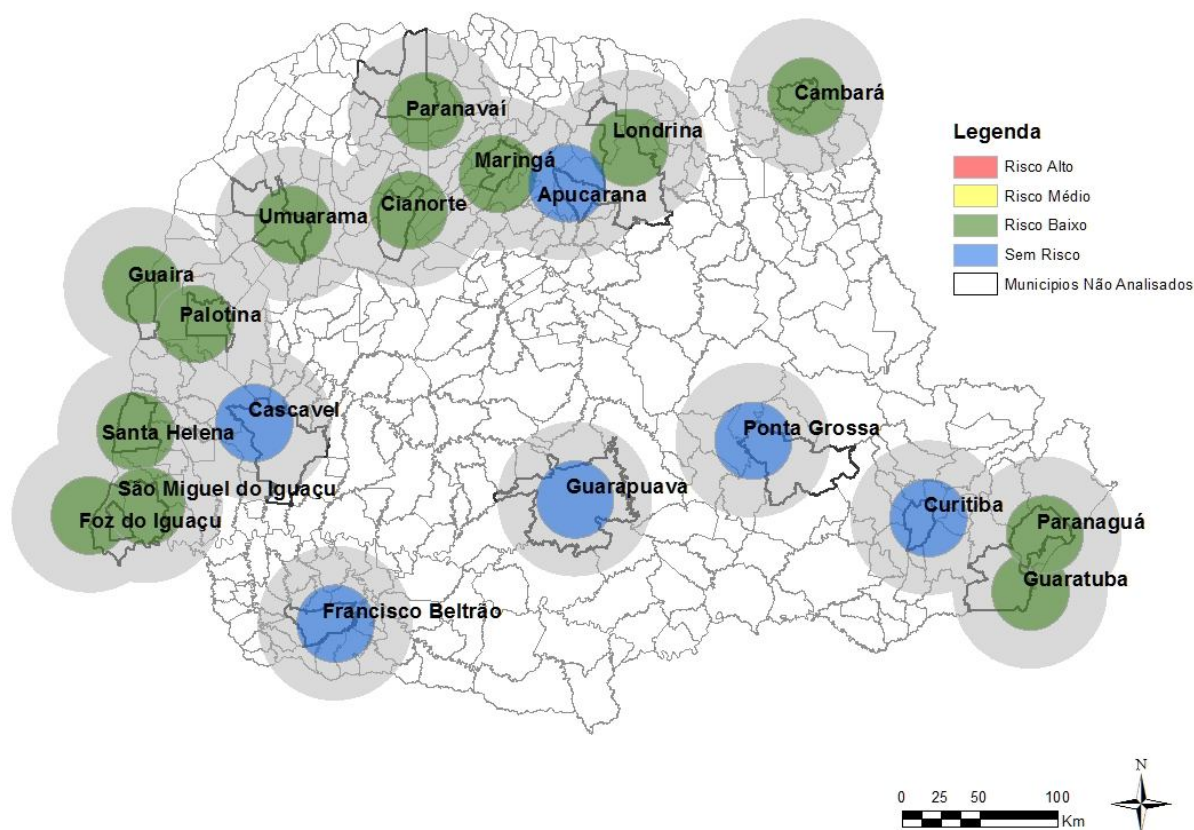 Paranavaí
Cambará
Londrina
Maringá
Apucarana
Cianorte
Umuarama
Guaira
Palotina
Cascavel
Santa Helena
São Miguel do Iguaçu
Foz do Iguaçu
Francisco Beltrão
Guarapuava
Ponta Grossa
Curitiba
Paranaguá
Guaratuba
Legenda
Risco Alto
Risco Médio
Risco Baixo
Sem Risco
Municipios Não Analisados
N
0 25 50 100
Km